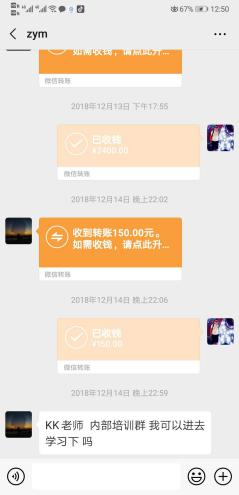 67% 12:50
zym
如需收钱，请点此升...
微信转账
2018年12月13日 下午17:55
已收钱
¥2400.00
微信转账
2018年12月14日 晚上22:02
收到转账150.00元。
如需收钱，请点此升...
微信转账
2018年12月14日 晚上22:06
已收钱
¥150.00
微信转账
2018年12月14日 晚上22:59
KK老师 内部培训群 我可以进去
学习下 吗